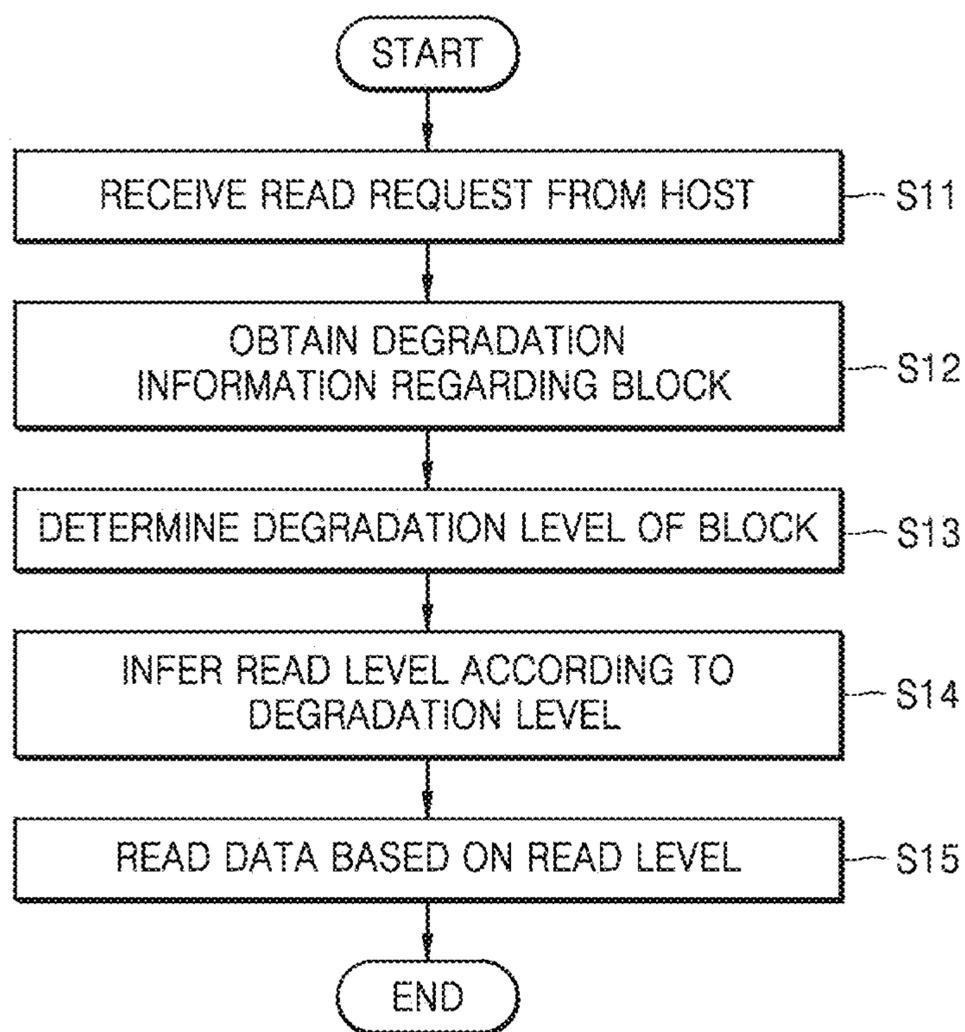 START
RECEIVE READ REQUEST FROM HOST
S11
OBTAIN DEGRADATION
INFORMATION REGARDING BLOCK
S12
DETERMINE DEGRADATION LEVEL OF BLOCK
S13
INFER READ LEVEL ACCORDING TO
DEGRADATION LEVEL
S14
READ DATA BASED ON READ LEVEL
S15
END